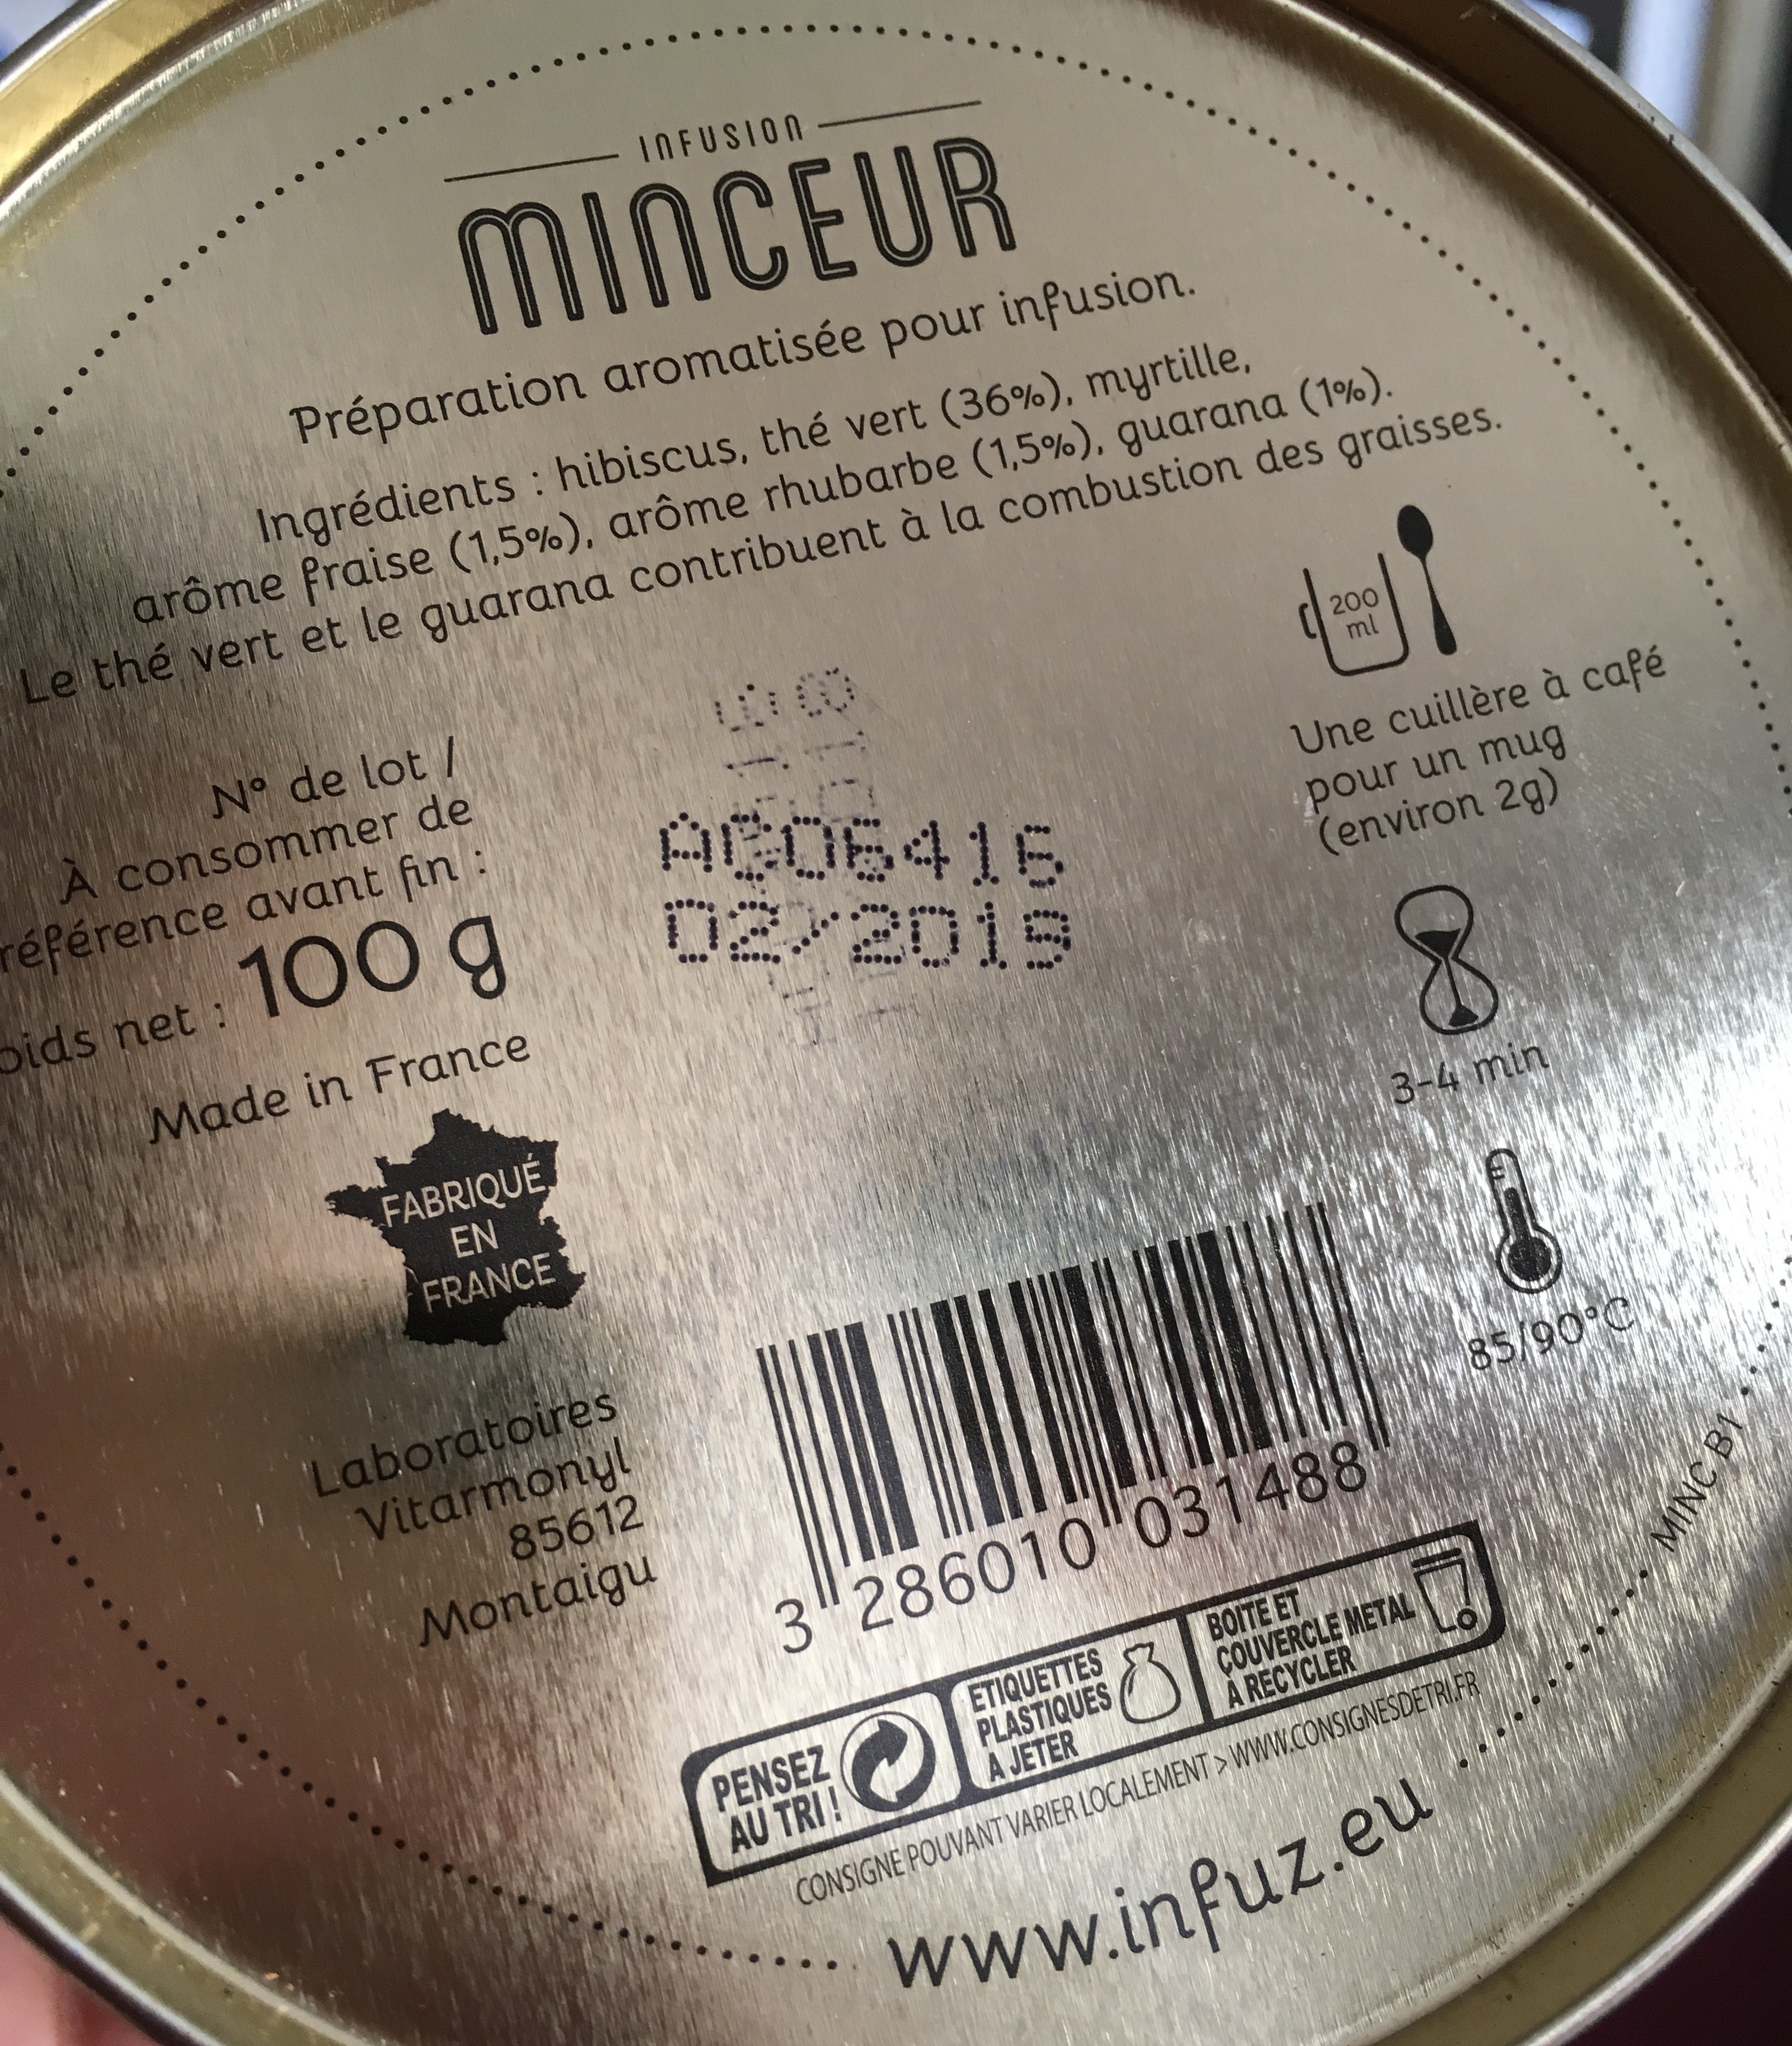 INFUSION
MINCEUR
Préparation aromatisée pour infusion.
Ingrédients : hibiscus, thé vert (36%), myrtille,
arôme fraise (1,5%), arôme rhubarbe (1,5%), guarana (1%).
Le thé vert et le guarana contribuent à la combustion des graisses.
N° de lot /
À consommer de
référence avant fin :
02/2019
oids net : 100 g
Made in France
FABRIQUÉ
EN
FRANCE
Laboratoires
Vitarmonyl
85612
Montaigu
200
ml
Une cuillère à café
pour un mug
(environ 2g)
3-4 min
85/90°C
3 286010 031488
MINC B1
PENSEZ
AU TRI !
ETIQUETTES
PLASTIQUES
A JETER
BOITE ET
COUVERCLE METAL
A RECYCLER
CONSIGNE POUVANT VARIER LOCALEMENT > WWW.CONSIGNESDETRI.FR
www.infuz.eu